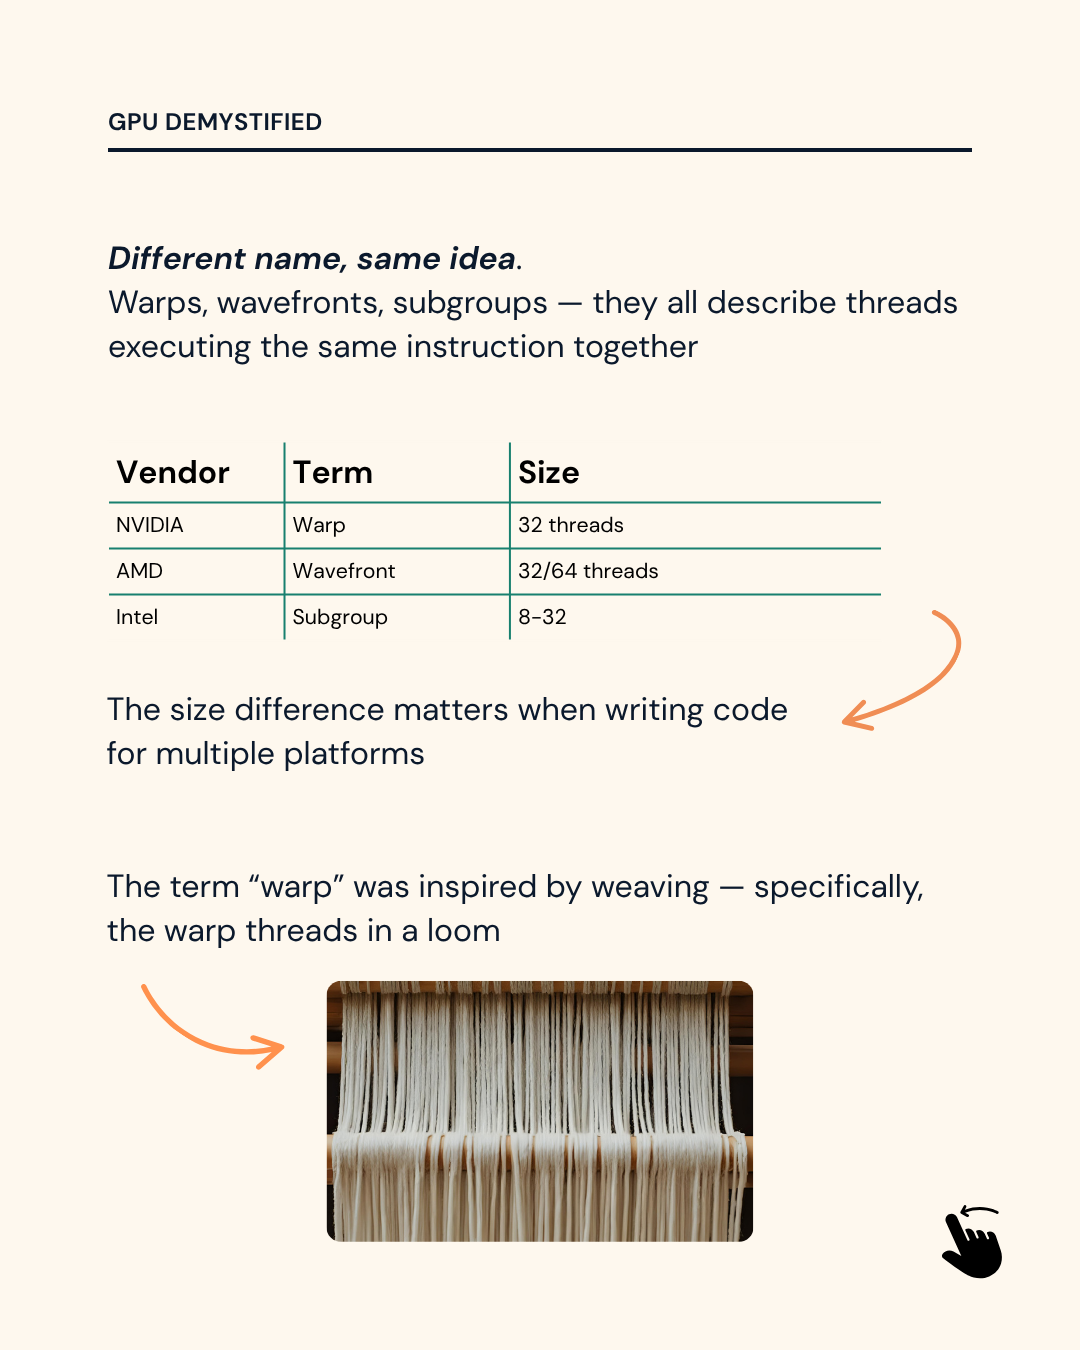 GPU DEMYSTIFIED
Different name, same idea.
Warps, wavefronts, subgroups — they all describe threads
executing the same instruction together
Vendor Term Size
NVIDIA Warp 32 threads
AMD Wavefront 32/64 threads
Intel Subgroup 8-32
The size difference matters when writing code
for multiple platforms
The term “warp” was inspired by weaving — specifically,
the warp threads in a loom